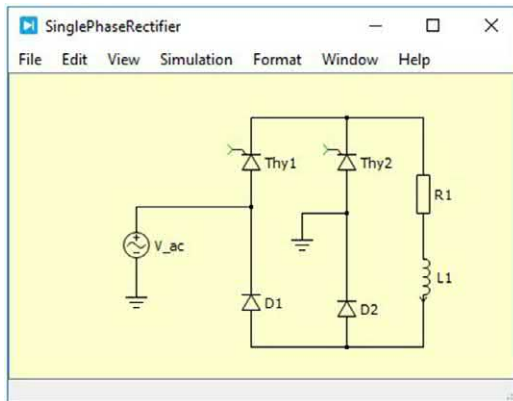 SinglePhaseRectifier
File Edit View Simulation Format Window Help
Thy1
Thy2
R1
V_ac
L1
D1
D2